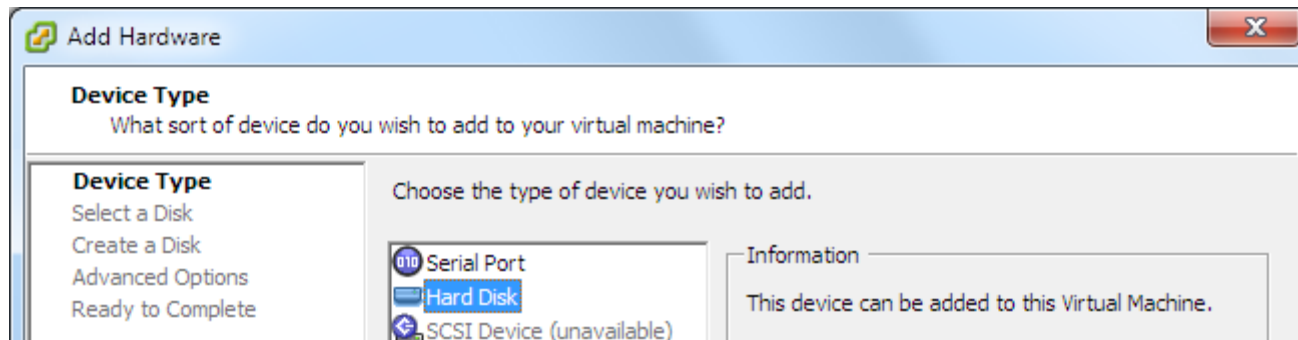 Add Hardware
Device Type
What sort of device do you wish to add to your virtual machine?
Device Type
Select a Disk
Create a Disk
Advanced Options
Ready to Complete
Choose the type of device you wish to add.
010 Serial Port
Hard Disk
SCSI Device (unavailable)
Information
This device can be added to this Virtual Machine.